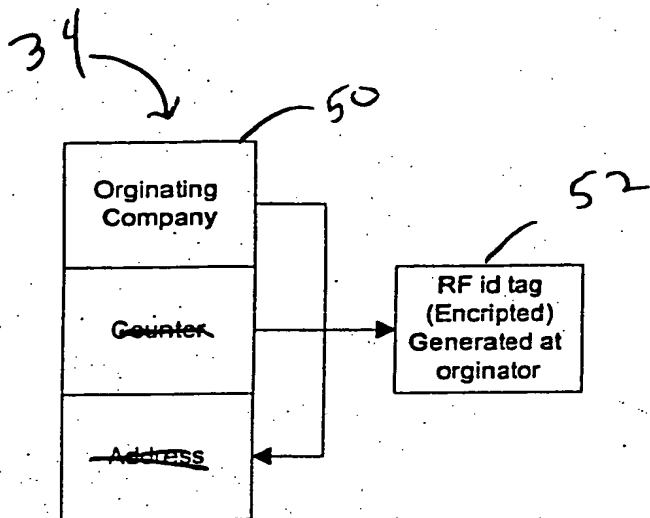 34
50
Orginating
Company
52
RF id tag
(Encripted)
Generated at
orginator
Counter
Address